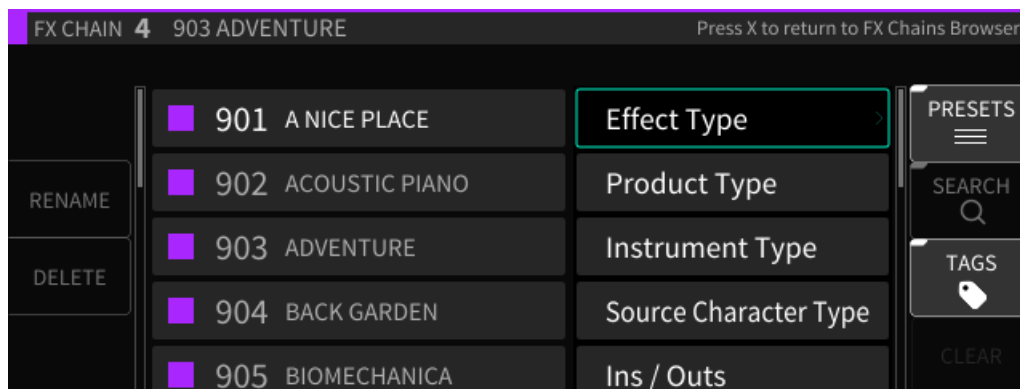 FX CHAIN 4 903 ADVENTURE
Press X to return to FX Chains Browser
RENAME
DELETE
901 A NICE PLACE
902 ACOUSTIC PIANO
903 ADVENTURE
904 BACK GARDEN
905 BIOMECHANICA
Effect Type
Product Type
Instrument Type
Source Character Type
Ins / Outs
PRESETS
SEARCH
TAGS
CLEAR